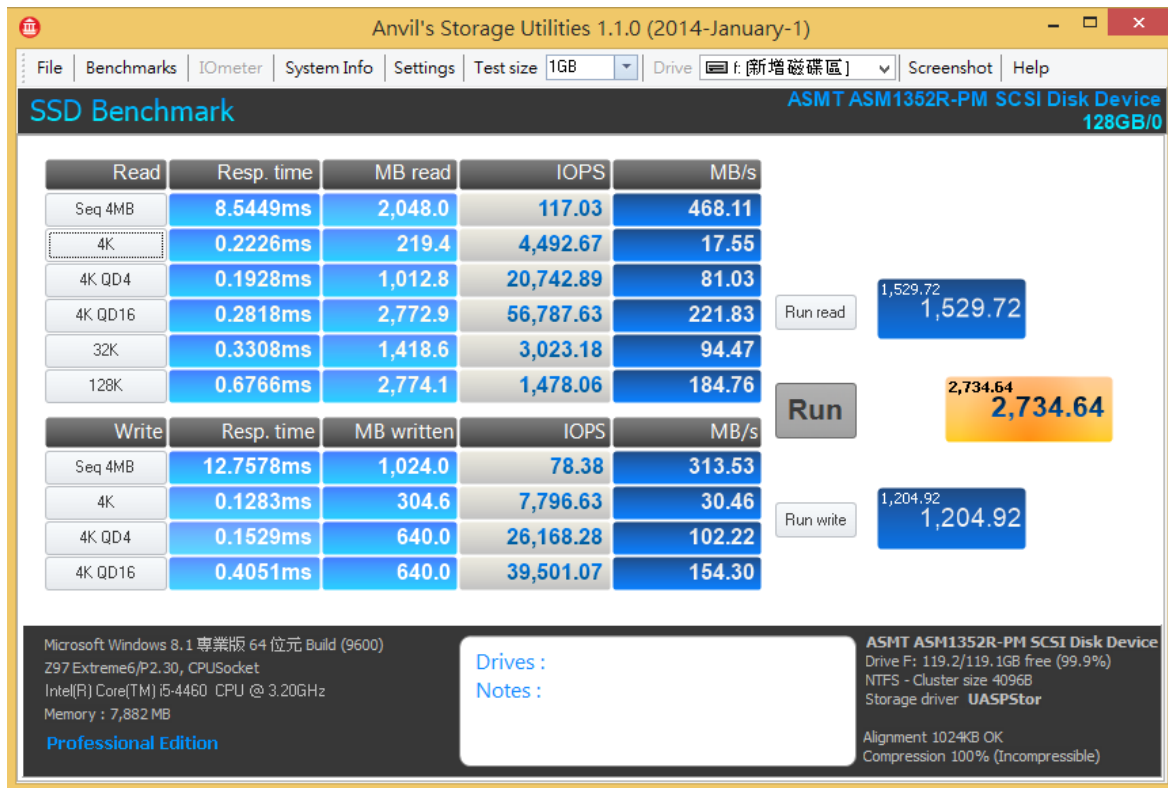 Anvil's Storage Utilities 1.1.0 (2014-January-1)
File Benchmarks IOmeter System Info Settings Test size 1GB Drive f: [新增磁碟區] Screenshot Help
SSD Benchmark
ASMT ASM1352R-PM SCSI Disk Device
128GB/0
Read Resp. time MB read IOPS MB/s
Seq 4MB 8.5449ms 2,048.0 117.03 468.11
4K 0.2226ms 219.4 4,492.67 17.55
4K QD4 0.1928ms 1,012.8 20,742.89 81.03
4K QD16 0.2818ms 2,772.9 56,787.63 221.83
32K 0.3308ms 1,418.6 3,023.18 94.47
128K 0.6766ms 2,774.1 1,478.06 184.76
Run read
1,529.72
1,529.72
Run
2,734.64
2,734.64
Write Resp. time MB written IOPS MB/s
Seq 4MB 12.7578ms 1,024.0 78.38 313.53
4K 0.1283ms 304.6 7,796.63 30.46
4K QD4 0.1529ms 640.0 26,168.28 102.22
4K QD16 0.4051ms 640.0 39,501.07 154.30
Run write
1,204.92
1,204.92
Microsoft Windows 8.1 專業版 64 位元 Build (9600)
Z97 Extreme6/P2.30, CPUSocket
Intel(R) Core(TM) i5-4460 CPU @ 3.20GHz
Memory : 7,882 MB
Professional Edition
Drives :
Notes :
ASMT ASM1352R-PM SCSI Disk Device
Drive F: 119.2/119.1GB free (99.9%)
NTFS - Cluster size 4096B
Storage driver UASPStor
Alignment 1024KB OK
Compression 100% (Incompressible)